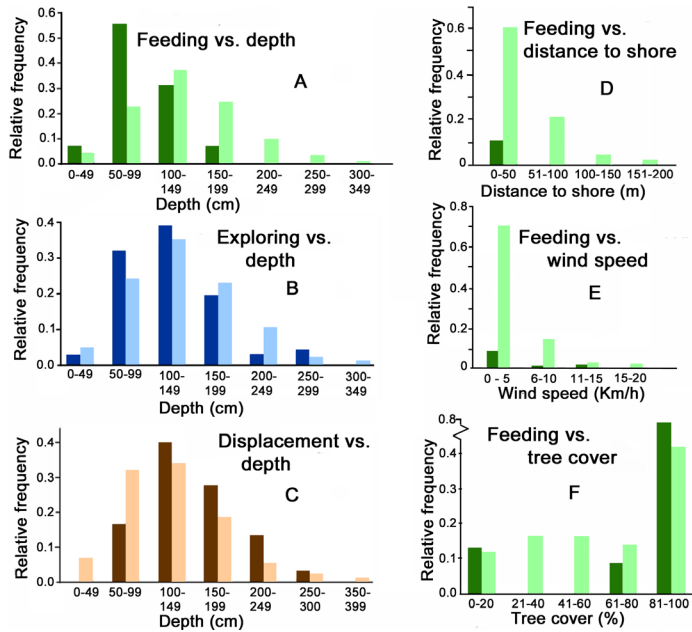 Feeding vs. depth
A
Relative frequency
0.6
0.5
0.4
0.3
0.2
0.1
0.0
0-49 50-99 100-149 150-199 200-249 250-299 300-349
Depth (cm)
Exploring vs.
depth
B
Relative frequency
0.4
0.3
0.2
0.1
0
0-49 50-99 100-149 150-199 200-249 250-299 300-349
Depth (cm)
Displacement vs.
depth
C
Relative frequency
0.4
0.3
0.2
0.1
0.0
0-49 50-99 100-149 150-199 200-249 250-300 350-399
Depth (cm)
Feeding vs.
distance to shore
D
Relative frequency
0.6
0.4
0.2
0
0-50 51-100 100-150 151-200
Distance to shore (m)
Feeding vs.
wind speed
E
Relative frequency
0.8
0.6
0.4
0.2
0
0 - 5 6-10 11-15 15-20
Wind speed (Km/h)
Feeding vs.
tree cover
F
Relative frequency
0.8
0.4
0.3
0.2
0.1
0.0
0-20 21-40 41-60 61-80 81-100
Tree cover (%)